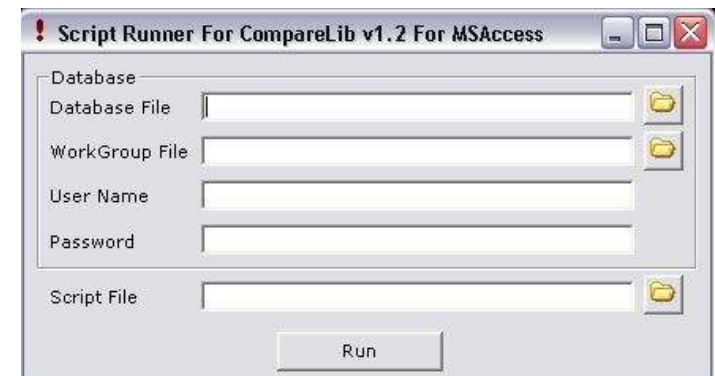 Script Runner For CompareLib v1.2 For MSAccess
Database
Database File
WorkGroup File
User Name
Password
Script File
Run